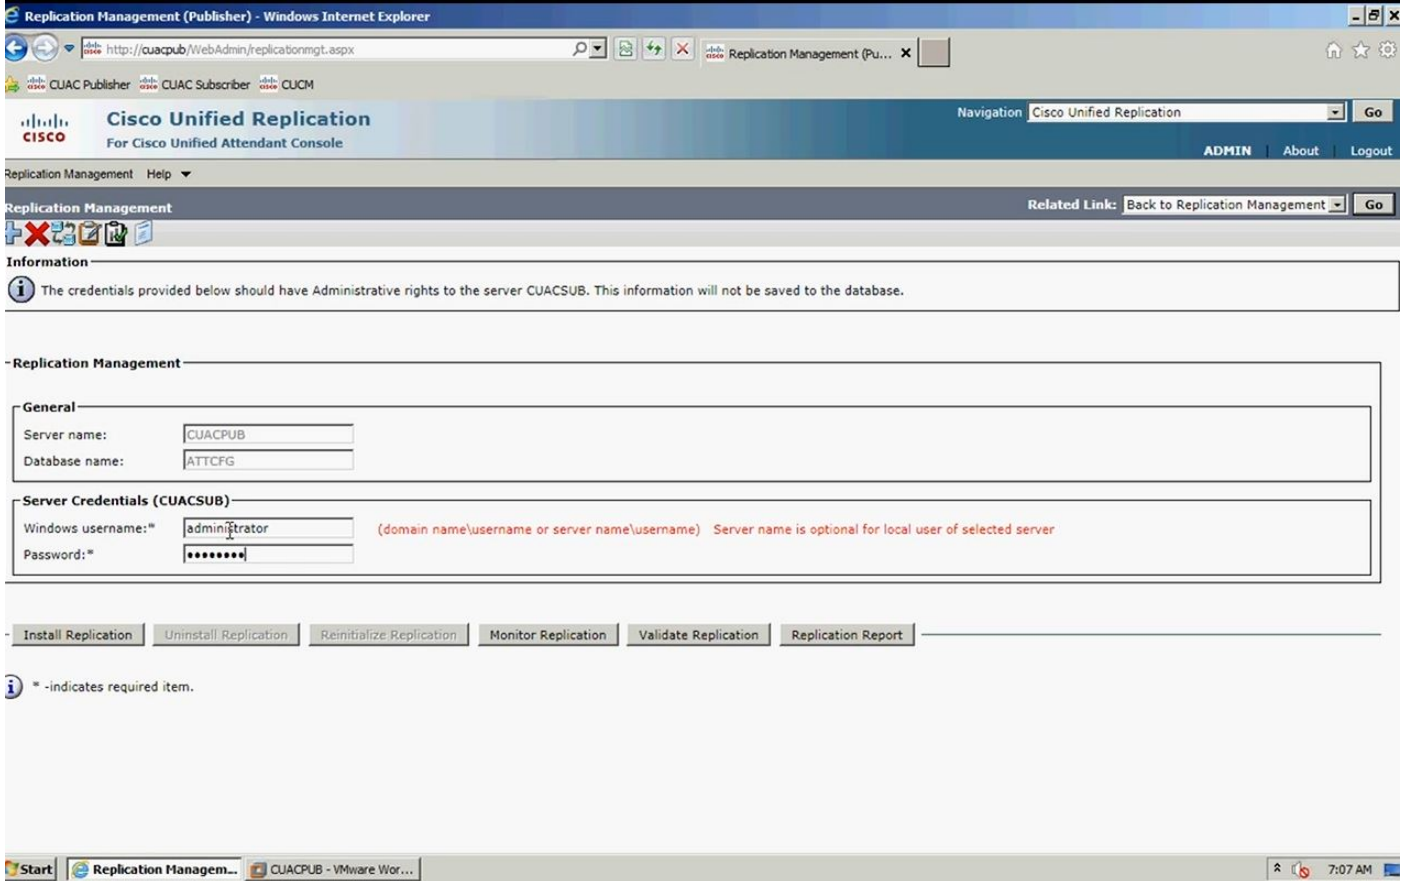 Replication Management (Publisher) - Windows Internet Explorer
http://cuacpub/WebAdmin/replicationmgt.aspx
Replication Management (Pu...
CUAC Publisher CUAC Subscriber CUCM
CISCO
Cisco Unified Replication
For Cisco Unified Attendant Console
Navigation Cisco Unified Replication Go
ADMIN About Logout
Replication Management Help
Replication Management
Related Link: Back to Replication Management Go
Information
The credentials provided below should have Administrative rights to the server CUACSUB. This information will not be saved to the database.
Replication Management
General
Server name: CUACPUB
Database name: ATTCFG
Server Credentials (CUACSUB)
Windows username:* administrator (domain name\username or server name\username) Server name is optional for local user of selected server
Password:* ••••••••
Install Replication Uninstall Replication Reinitialize Replication Monitor Replication Validate Replication Replication Report
* -indicates required item.
Start Replication Managem... CUACPUB - VMware Wor... 7:07 AM